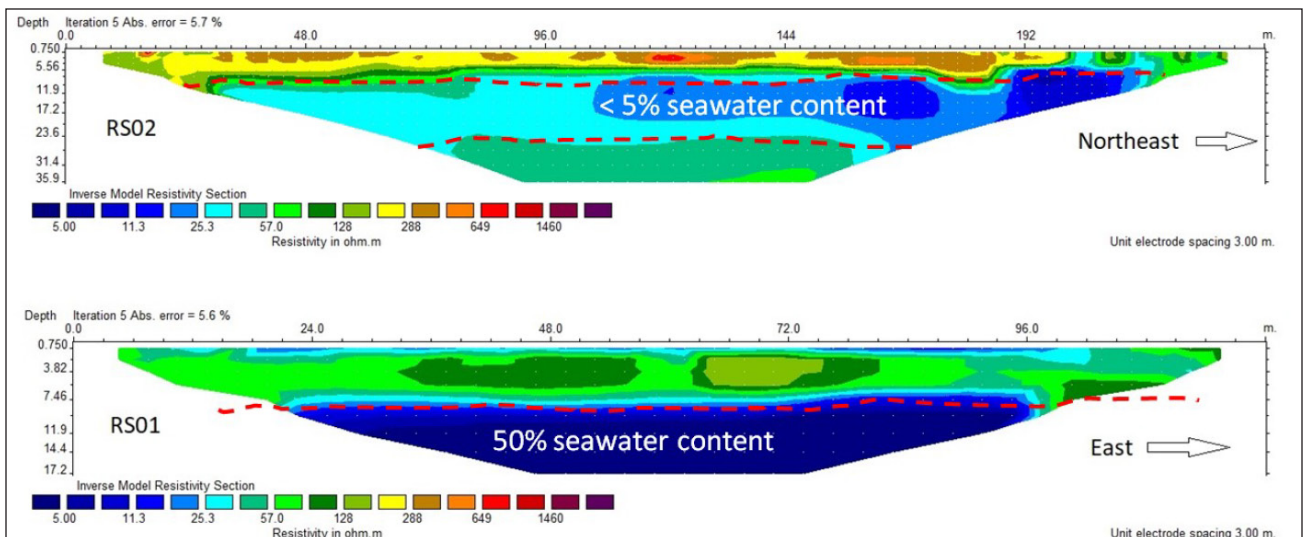 Depth Iteration 5 Abs. error = 5.7 %
0.0 48.0 96.0 144 192 m.
0.750
5.56
11.9
17.2
23.6
31.4
35.9
< 5% seawater content
RS02
Northeast
Inverse Model Resistivity Section
5.00 11.3 25.3 57.0 128 288 649 1460
Resistivity in ohm.m
Unit electrode spacing 3.00 m.
Depth Iteration 5 Abs. error = 5.6 %
0.0 24.0 48.0 72.0 96.0 m.
0.750
3.82
7.46
11.9
14.4
17.2
RS01
50% seawater content
East
Inverse Model Resistivity Section
5.00 11.3 25.3 57.0 128 288 649 1460
Resistivity in ohm.m
Unit electrode spacing 3.00 m.